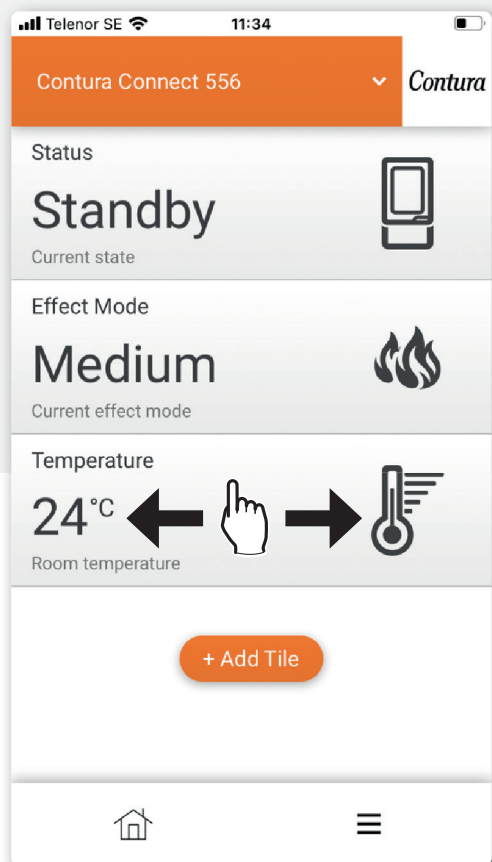 Telenor SE 11:34
Contura Connect 556
Contura
Status
Standby
Current state
Effect Mode
Medium
Current effect mode
Temperature
24°C
Room temperature
+ Add Tile